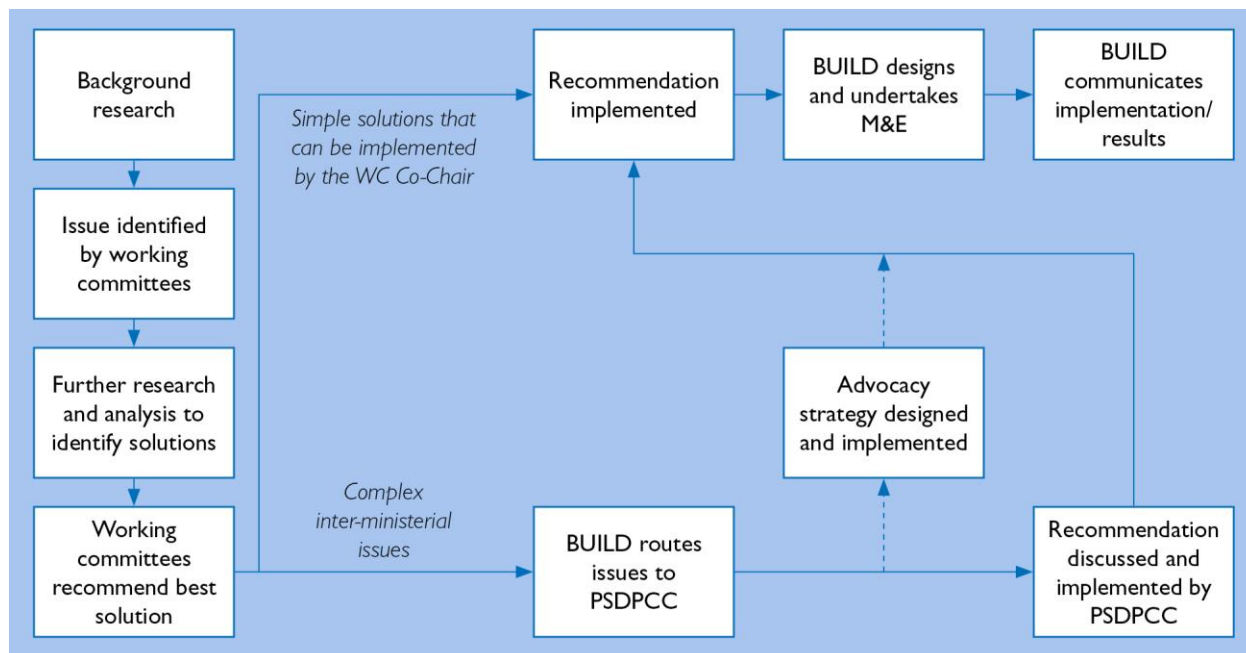 Background
research
Issue identified
by working
committees
Further research
and analysis to
identify solutions
Working
committees
recommend best
solution
Simple solutions that
can be implemented
by the WC Co-Chair
Complex
inter-ministerial
issues
Recommendation
implemented
BUILD designs
and undertakes
M&E
BUILD
communicates
implementation/
results
BUILD routes
issues to
PSDPCC
Advocacy
strategy designed
and implemented
Recommendation
discussed and
implemented by
PSDPCC